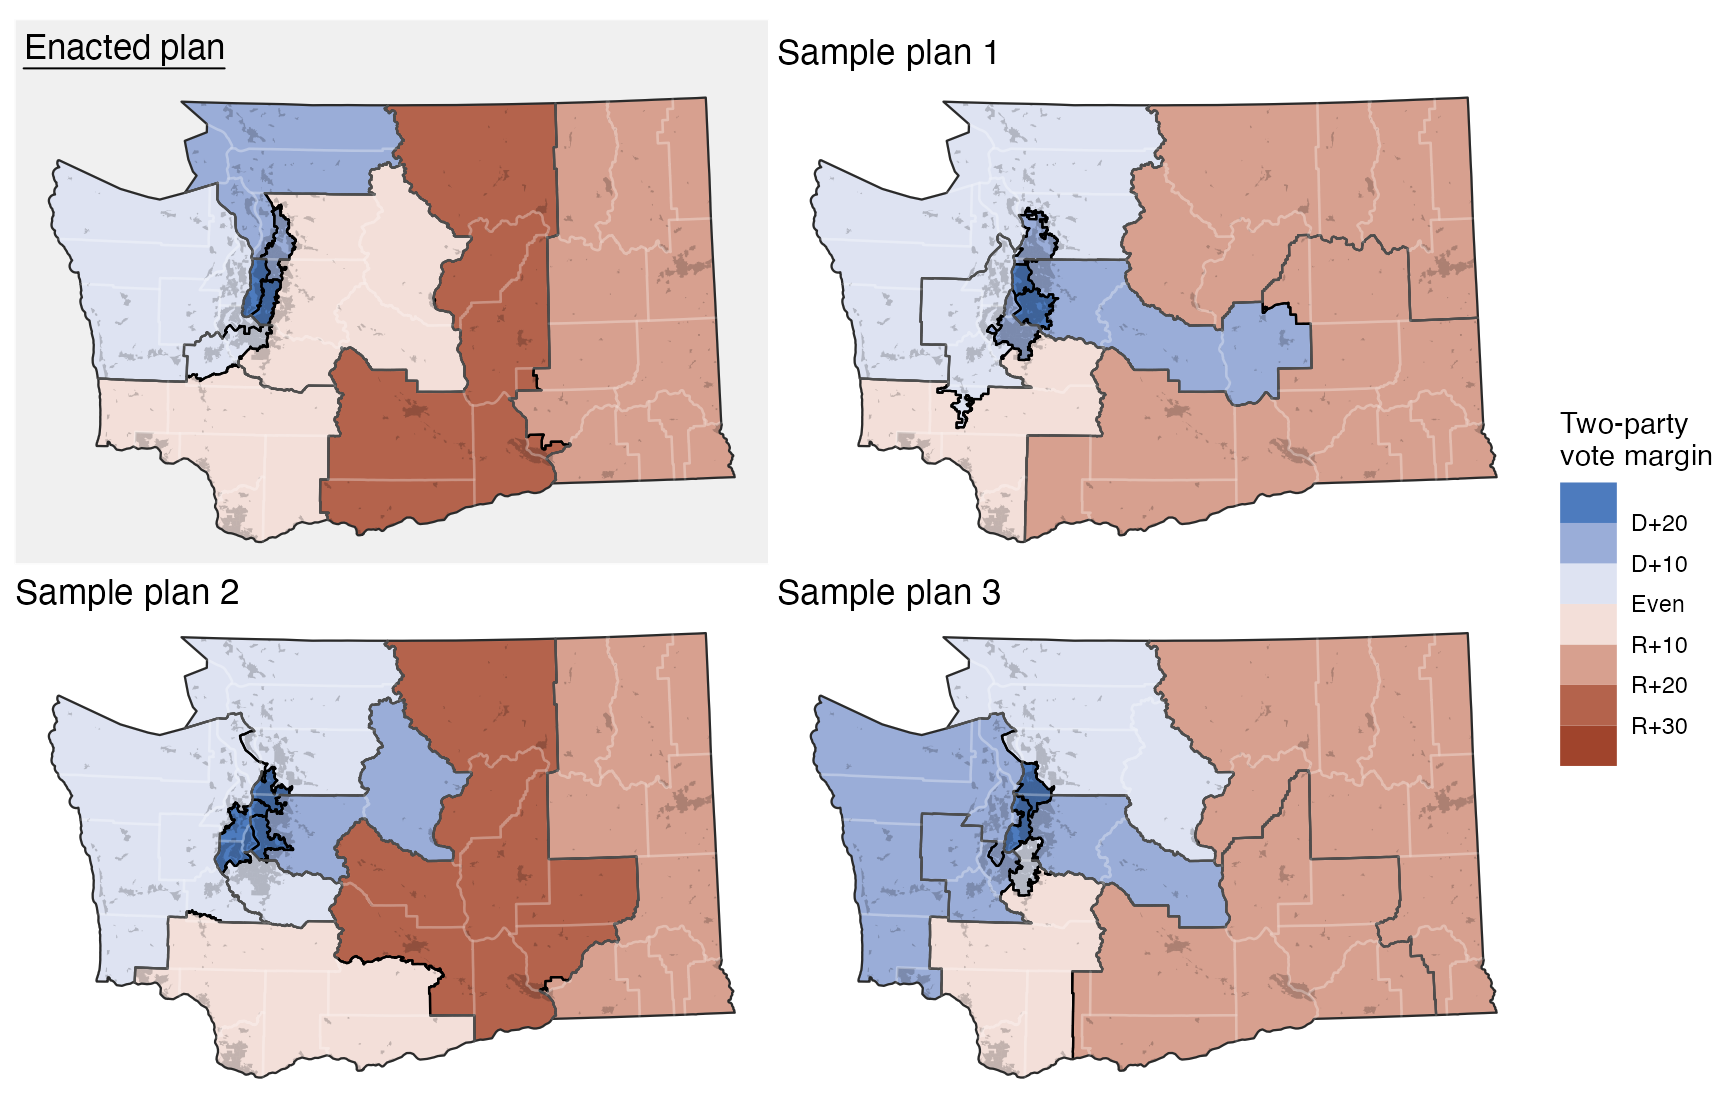 Enacted plan
Sample plan 1
Sample plan 2
Sample plan 3
Two-party
vote margin
D+20
D+10
Even
R+10
R+20
R+30